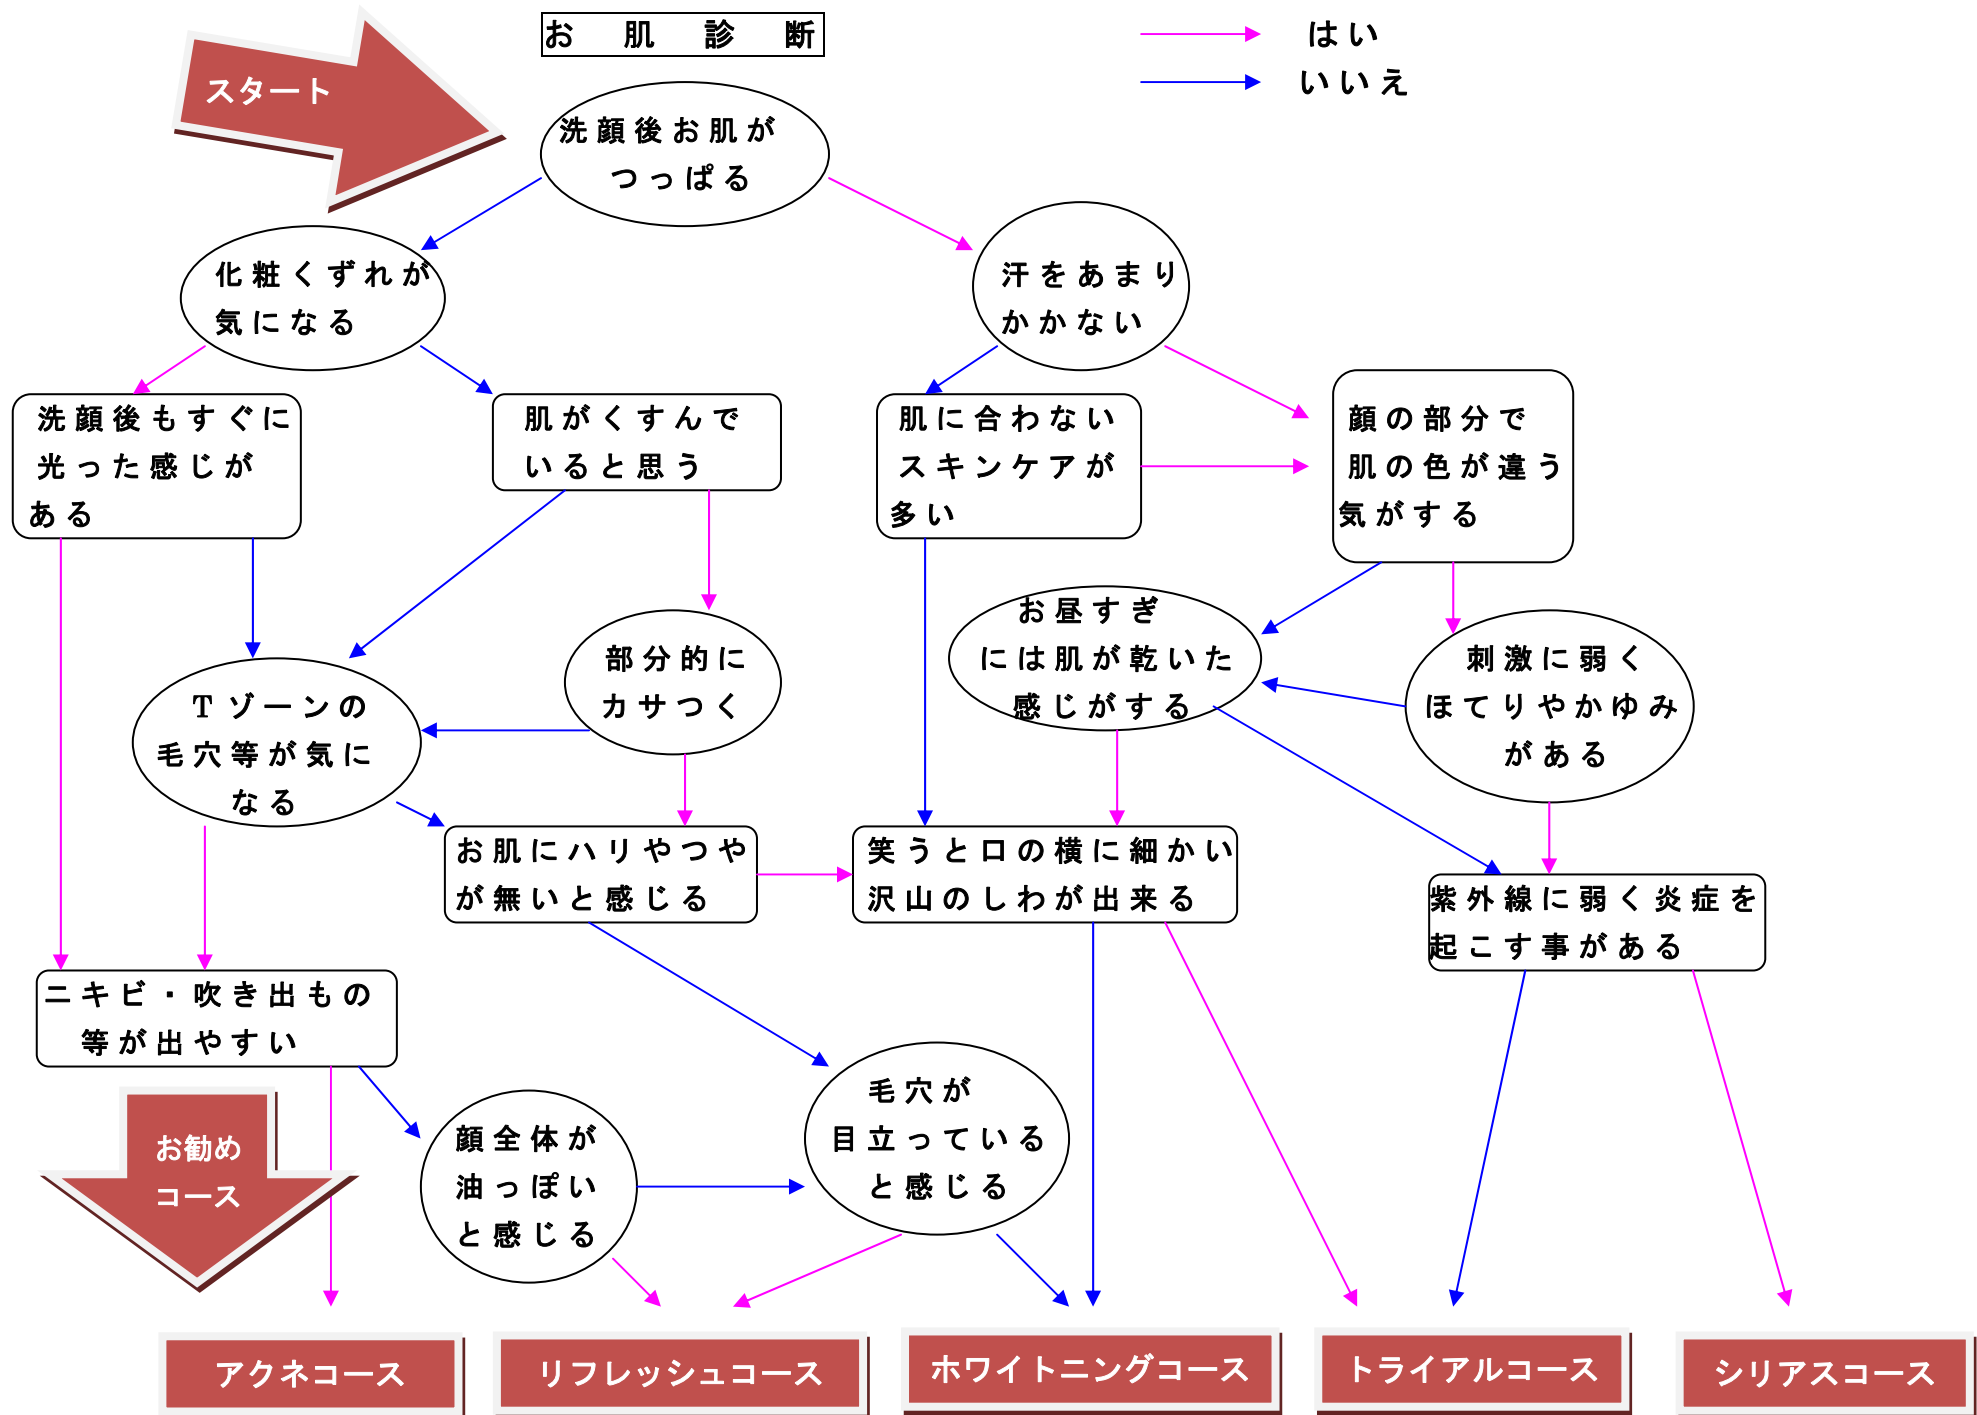 お肌診断
はい
いいえ
スタート
洗顔後お肌が
つっぱる
化粧くずれが
気になる
汗をあまり
かかない
洗顔後もすぐに
光った感じが
ある
肌がくすんで
いると思う
肌に合わない
スキンケアが
多い
顔の部分で
肌の色が違う
気がする
お昼すぎ
には肌が乾いた
感じがする
部分的に
カサつく
刺激に弱く
ほてりやかゆみ
がある
Tゾーンの
毛穴等が気に
なる
お肌にハリやつや
が無いと感じる
笑うと口の横に細かい
沢山のしわが出来る
紫外線に弱く炎症を
起こす事がある
ニキビ・吹き出もの
等が出やすい
お勧め
コース
顔全体が
油っぽい
と感じる
毛穴が
目立っている
と感じる
アクネコース
リフレッシュコース
ホワイトニングコース
トライアルコース
シリアスコース